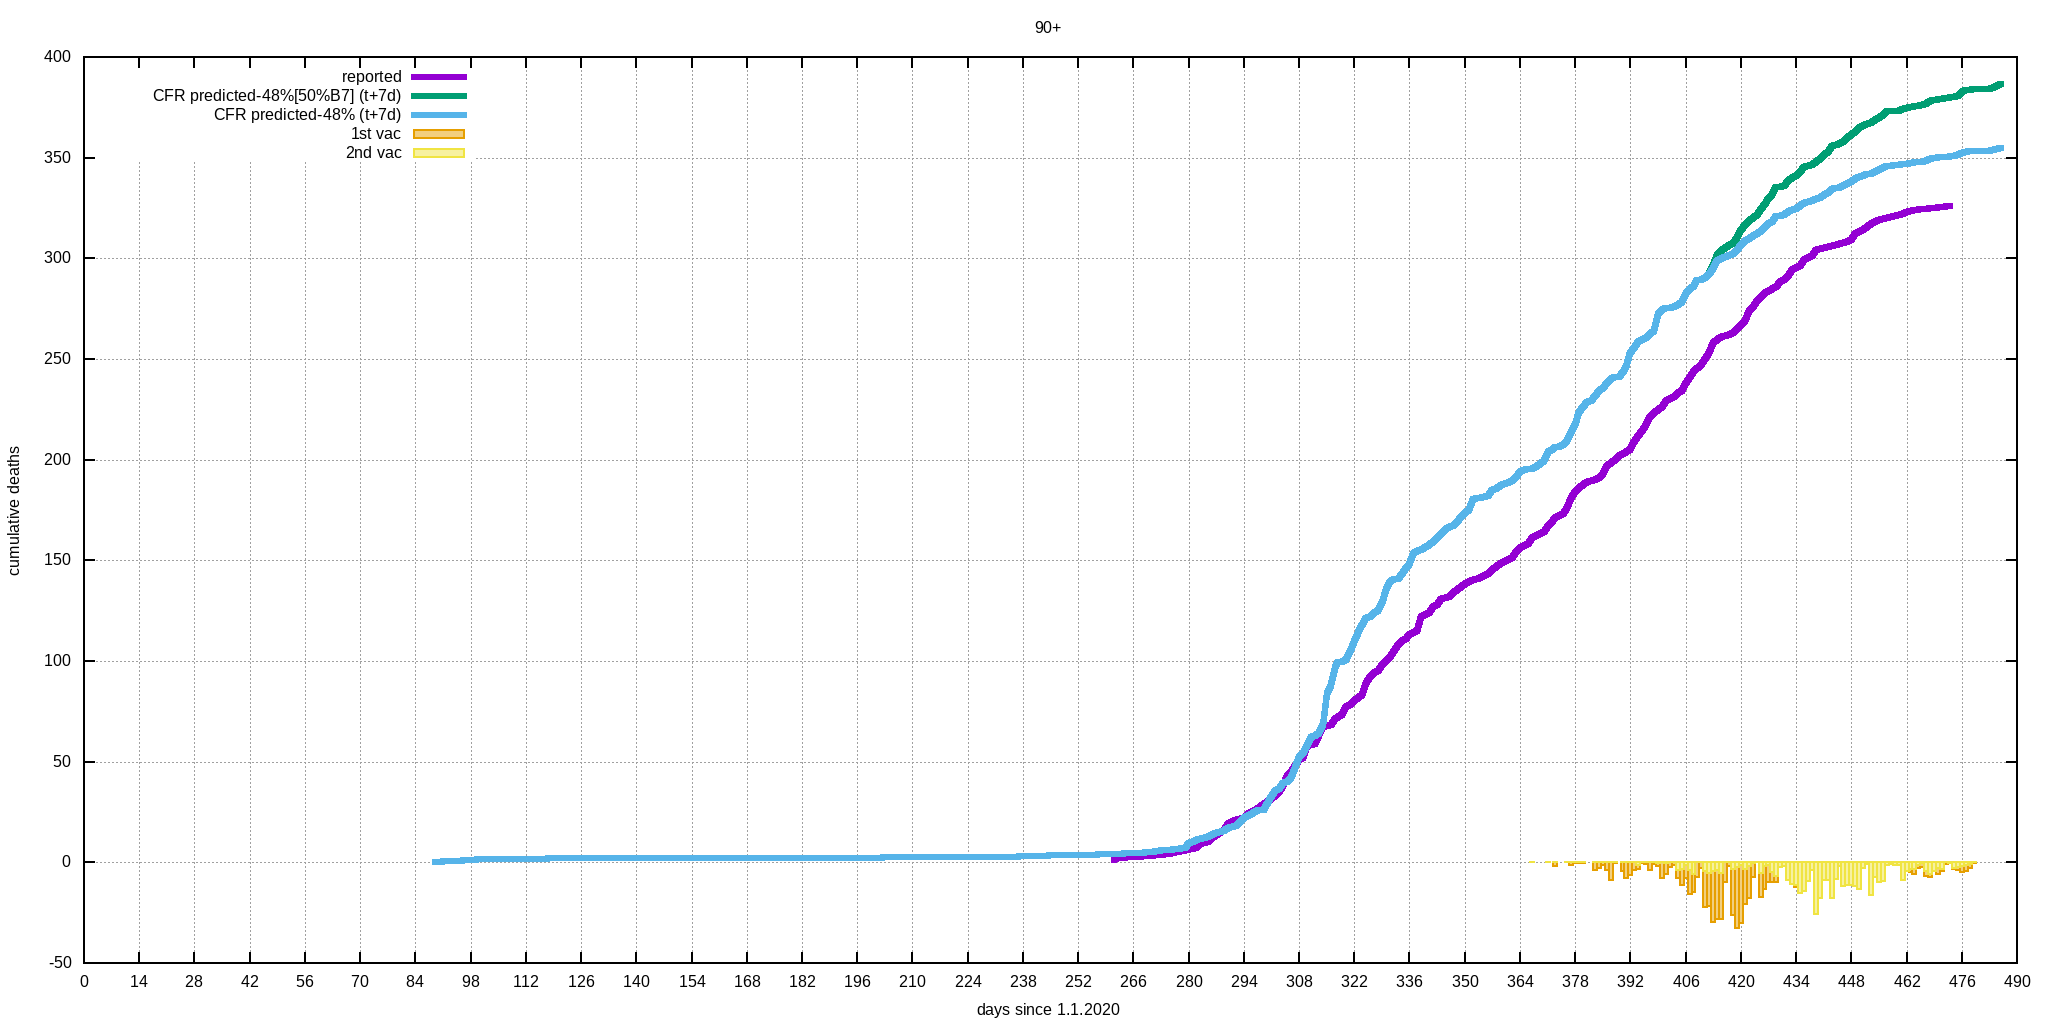 90+
400
350
300
250
200
150
100
50
0
-50
cumulative deaths
reported
CFR predicted-48%[50%B7] (t+7d)
CFR predicted-48% (t+7d)
1st vac
2nd vac
0 14 28 42 56 70 84 98 112 126 140 154 168 182 196 210 224 238 252 266 280 294 308 322 336 350 364 378 392 406 420 434 448 462 476 490
days since 1.1.2020